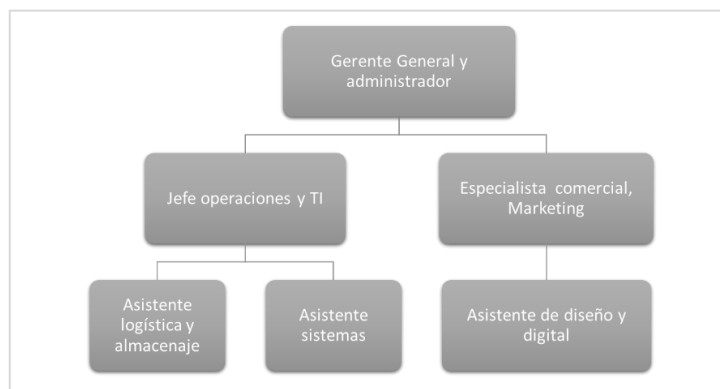 Gerente General y
administrador
Jefe operaciones y TI
Especialista comercial,
Marketing
Asistente
logística y
almacenaje
Asistente
sistemas
Asistente de diseño y
digital